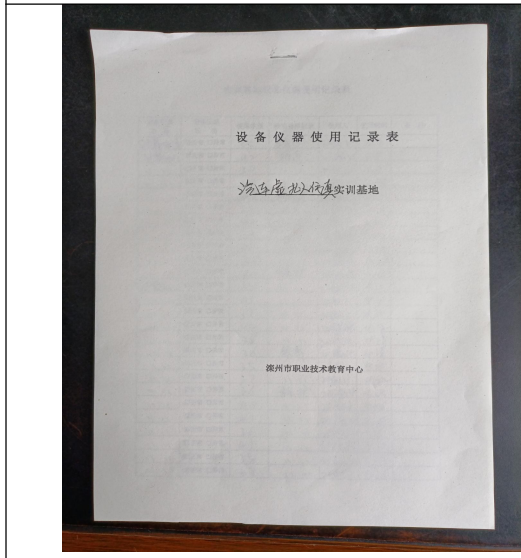 设备仪器使用记录表
汽车虚拟仿真实训基地
滦州市职业技术教育中心